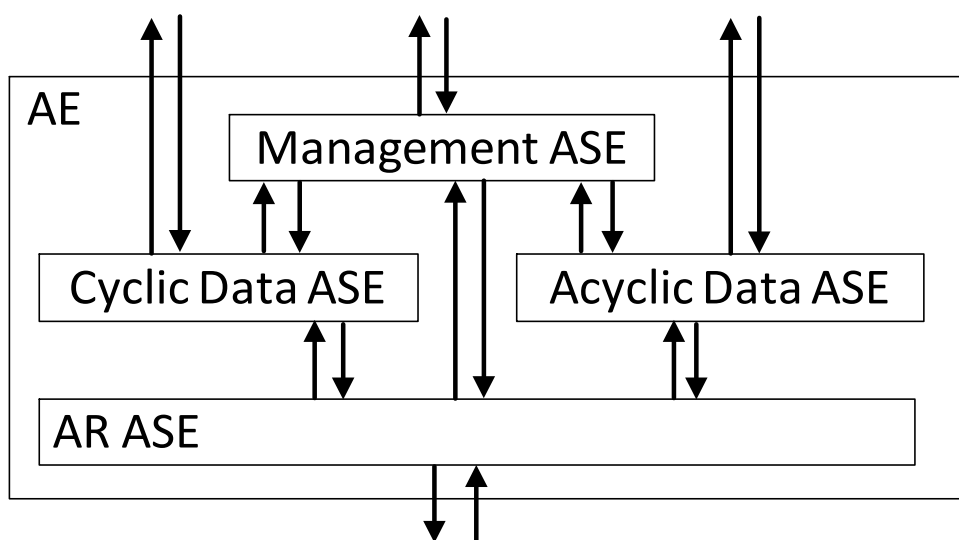 AE
Management ASE
Cyclic Data ASE
Acyclic Data ASE
AR ASE